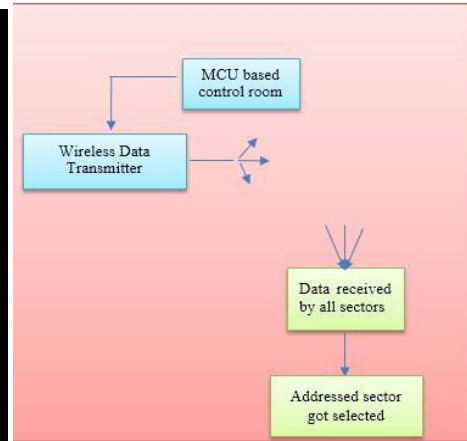 MCU based
control room
Wireless Data
Transmitter
Data received
by all sectors
Addressed sector
got selected